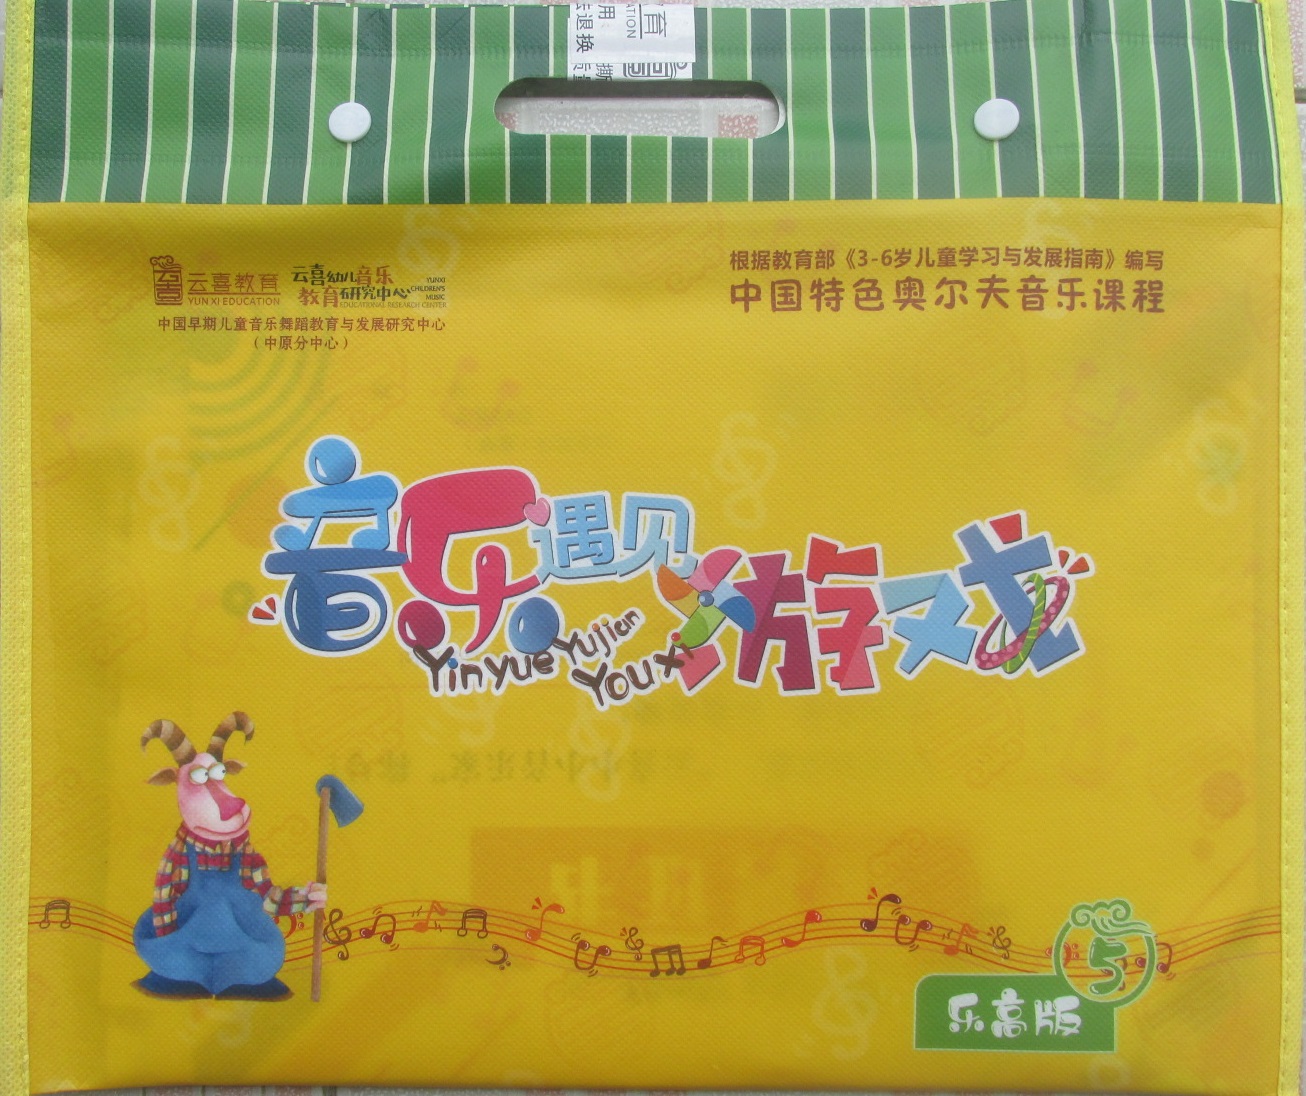 育
ATION
云喜教育
YUN XI EDUCATION
云喜幼儿音乐
教育研究中心
YUNXI
CHILDREN'S
MUSIC
EDUCATIONAL RESEARCH CENTER
中国早期儿童音乐舞蹈教育与发展研究中心
（中原分中心）
根据教育部《3-6岁儿童学习与发展指南》编写
中国特色奥尔夫音乐课程
音乐遇见游戏
Yinyue Yujian
Youxi
5
乐高版